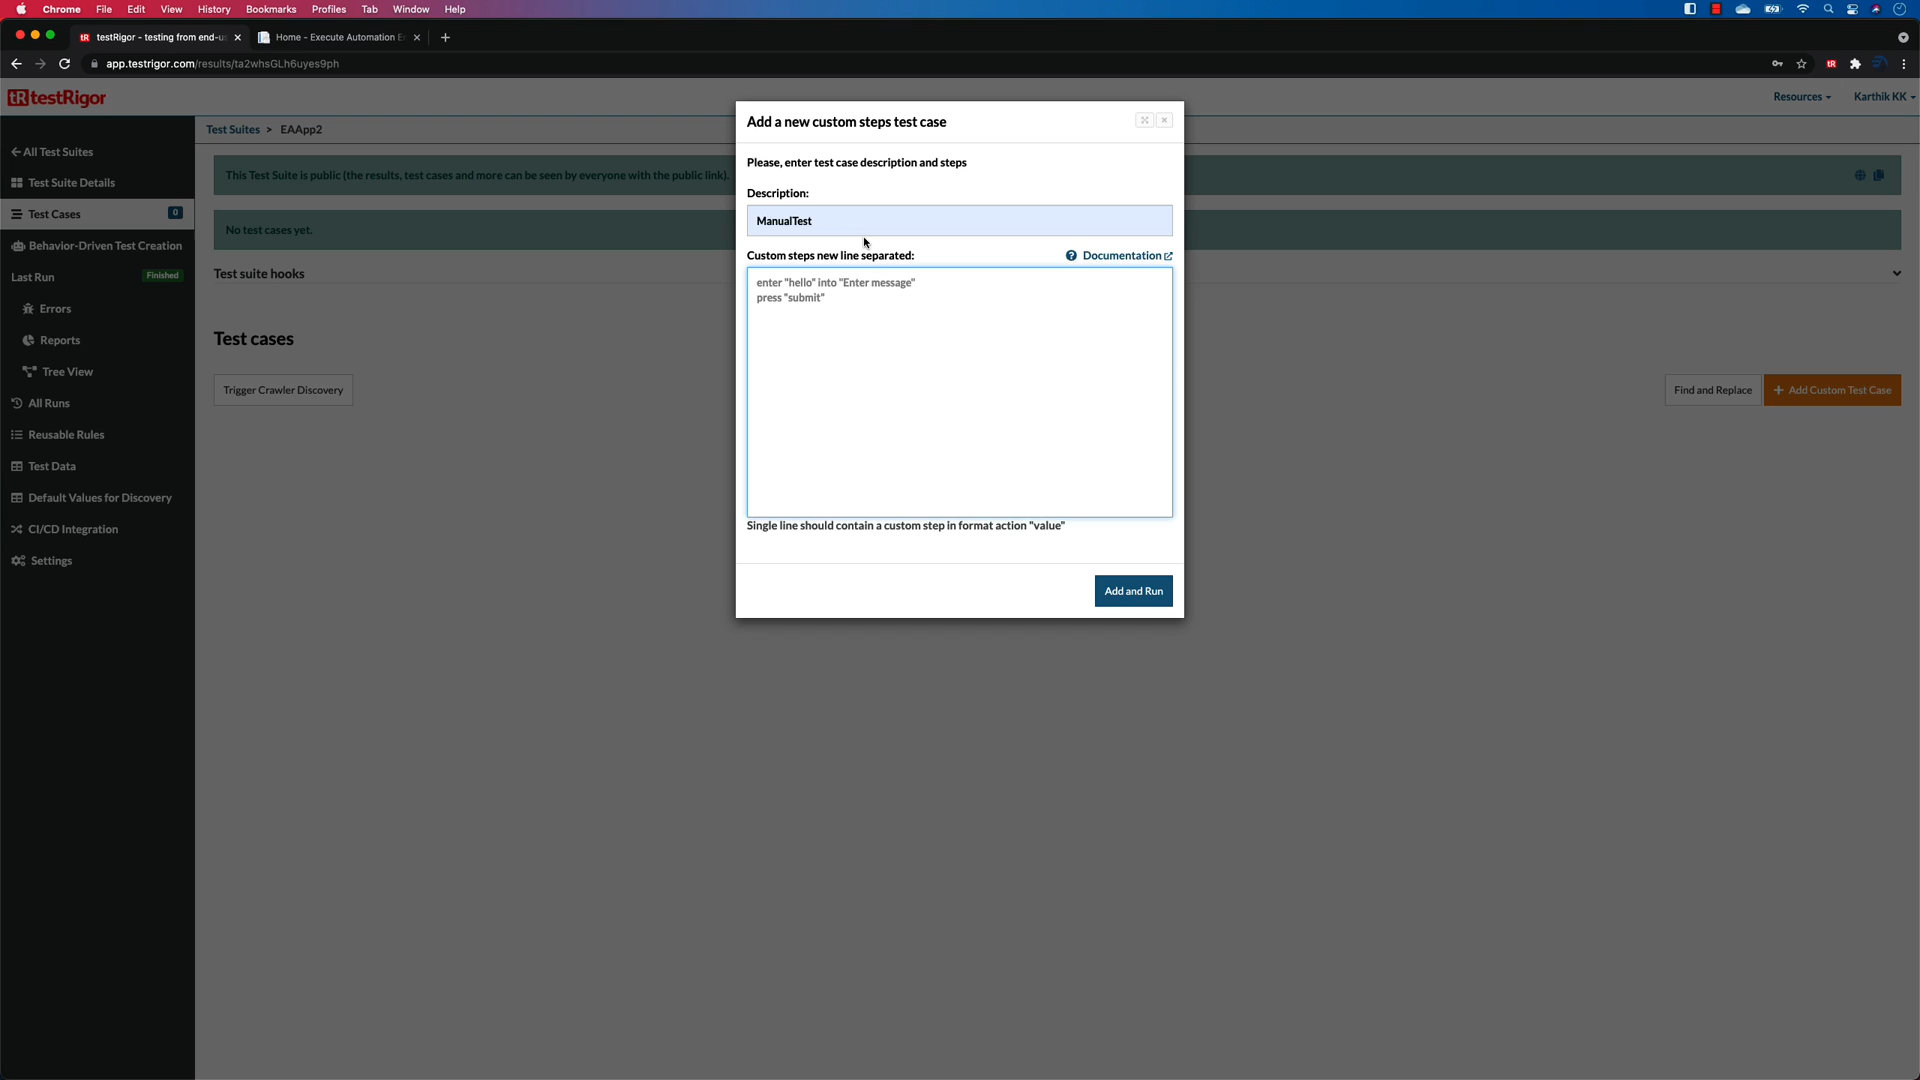 Chrome File Edit View History Bookmarks Profiles Tab Window Help
testRigor - testing from end-u
Home - Execute Automation E
app.testrigor.com/results/ta2whsGLh6uyes9ph
tR
tR testRigor
Resources
Karthik KK
Test Suites > EAApp2
All Test Suites
Test Suite Details
Test Cases 0
Behavior-Driven Test Creation
Last Run Finished
Errors
Reports
Tree View
All Runs
Reusable Rules
Test Data
Default Values for Discovery
CI/CD Integration
Settings
This Test Suite is public (the results, test cases and more can be seen by everyone with the public link).
No test cases yet.
Test suite hooks
Test cases
Trigger Crawler Discovery
Find and Replace
+ Add Custom Test Case
Add a new custom steps test case
Please, enter test case description and steps
Description:
ManualTest
Custom steps new line separated:
Documentation
enter "hello" into "Enter message"
press "submit"
Single line should contain a custom step in format action "value"
Add and Run